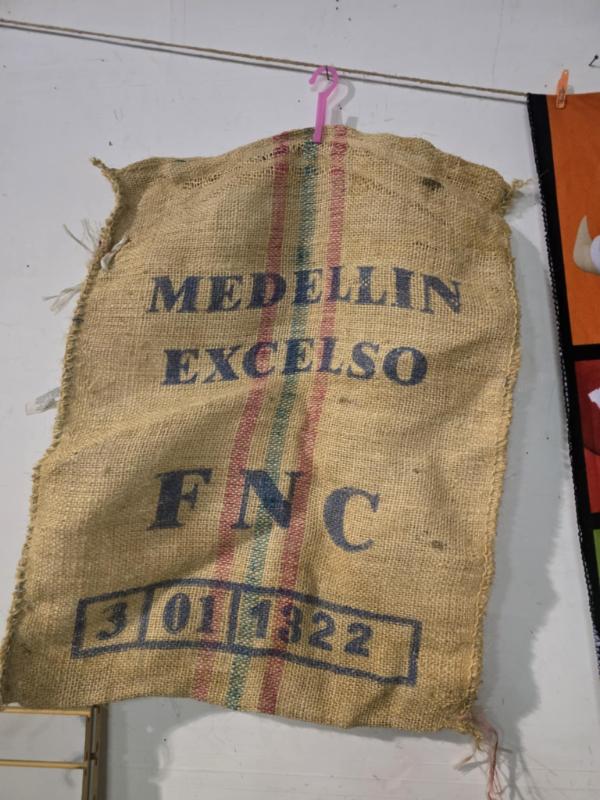 MEDELLIN
EXCELSO
FNC
3 01 1322